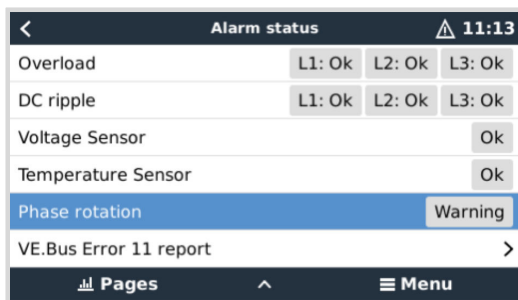 Alarm status 11:13
Overload L1: Ok L2: Ok L3: Ok
DC ripple L1: Ok L2: Ok L3: Ok
Voltage Sensor Ok
Temperature Sensor Ok
Phase rotation Warning
VE.Bus Error 11 report
Pages Menu